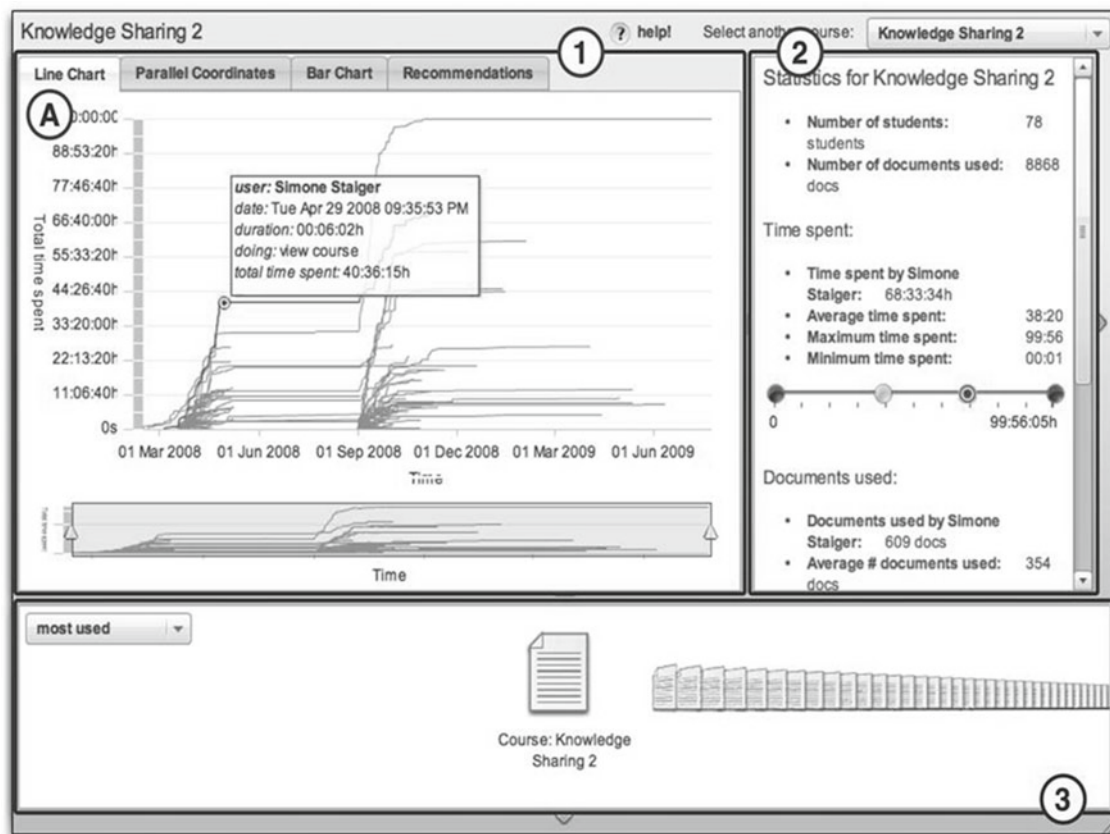 Knowledge Sharing 2
? help!
Select another course:
Knowledge Sharing 2
1
2
Line Chart
Parallel Coordinates
Bar Chart
Recommendations
A
88:53:20h
77:46:40h
66:40:00h
55:33:20h
44:26:40h
33:20:00h
22:13:20h
11:06:40h
0s
Total time spent
user: Simone Stalger
date: Tue Apr 29 2008 09:35:53 PM
duration: 00:06:02h
doing: view course
total time spent: 40:36:15h
01 Mar 2008
01 Jun 2008
01 Sep 2008
01 Dec 2008
01 Mar 2009
01 Jun 2009
Time
Total time spent
Time
Statistics for Knowledge Sharing 2
• Number of students: 78
students
• Number of documents used: 8868
docs
Time spent:
• Time spent by Simone
Stalger: 68:33:34h
• Average time spent: 38:20
• Maximum time spent: 99:56
• Minimum time spent: 00:01
0
99:56:05h
Documents used:
• Documents used by Simone
Stalger: 609 docs
• Average # documents used: 354
docs
most used
Course: Knowledge
Sharing 2
3